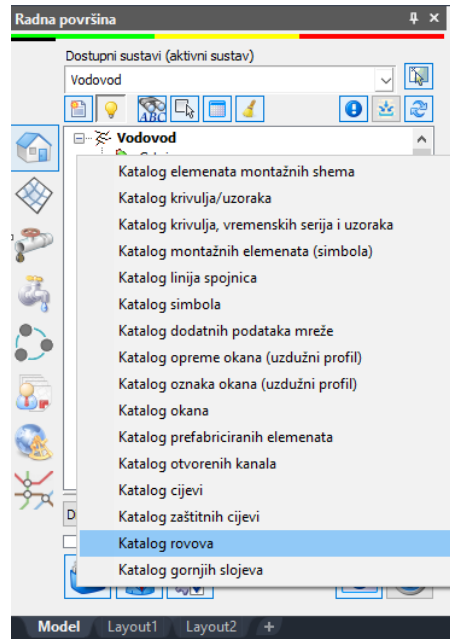 Radna površina
Dostupni sustavi (aktivni sustav)
Vodovod
ABC
Vodovod
Katalog elemenata montažnih shema
Katalog krivulja/uzoraka
Katalog krivulja, vremenskih serija i uzoraka
Katalog montažnih elemenata (simbola)
Katalog linija spojnica
Katalog simbola
Katalog dodatnih podataka mreže
Katalog opreme okana (uzdužni profil)
Katalog oznaka okana (uzdužni profil)
Katalog okana
Katalog prefabriciranih elemenata
Katalog otvorenih kanala
Katalog cijevi
D
Katalog zaštitnih cijevi
Katalog rovova
Katalog gornjih slojeva
Model Layout1 Layout2 +